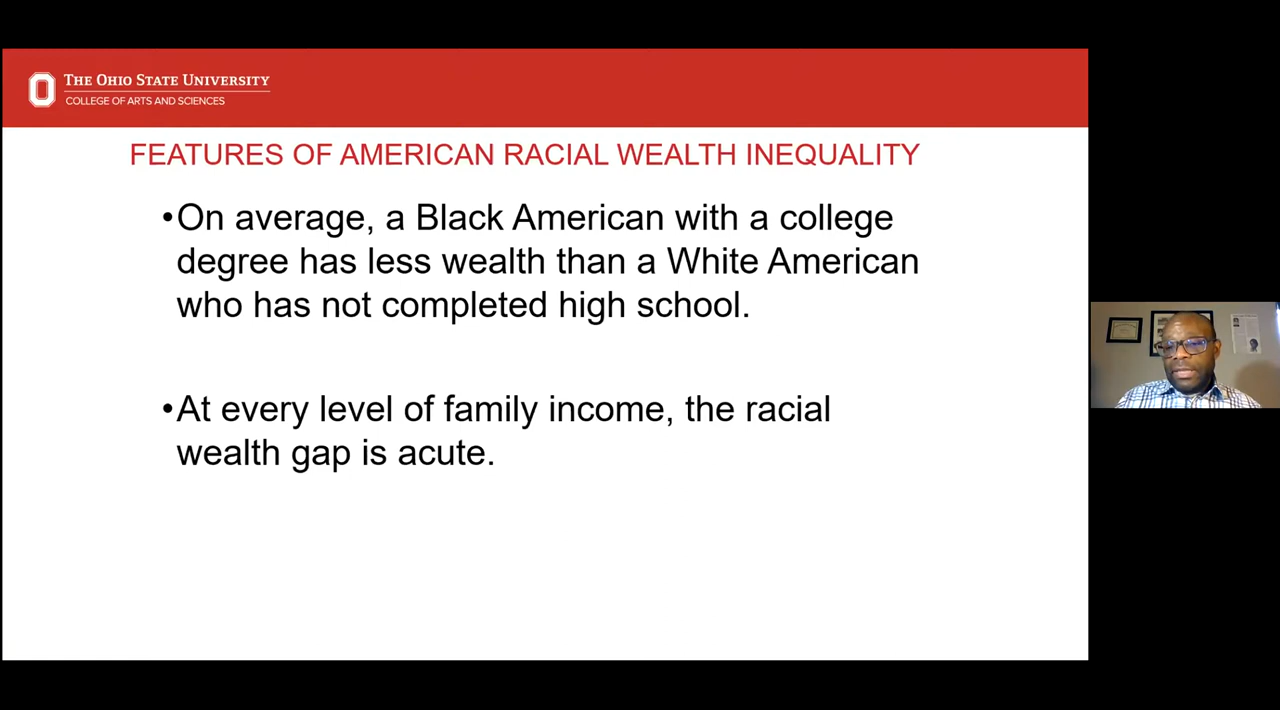 THE OHIO STATE UNIVERSITY
COLLEGE OF ARTS AND SCIENCES
FEATURES OF AMERICAN RACIAL WEALTH INEQUALITY
•On average, a Black American with a college
degree has less wealth than a White American
who has not completed high school.
•At every level of family income, the racial
wealth gap is acute.